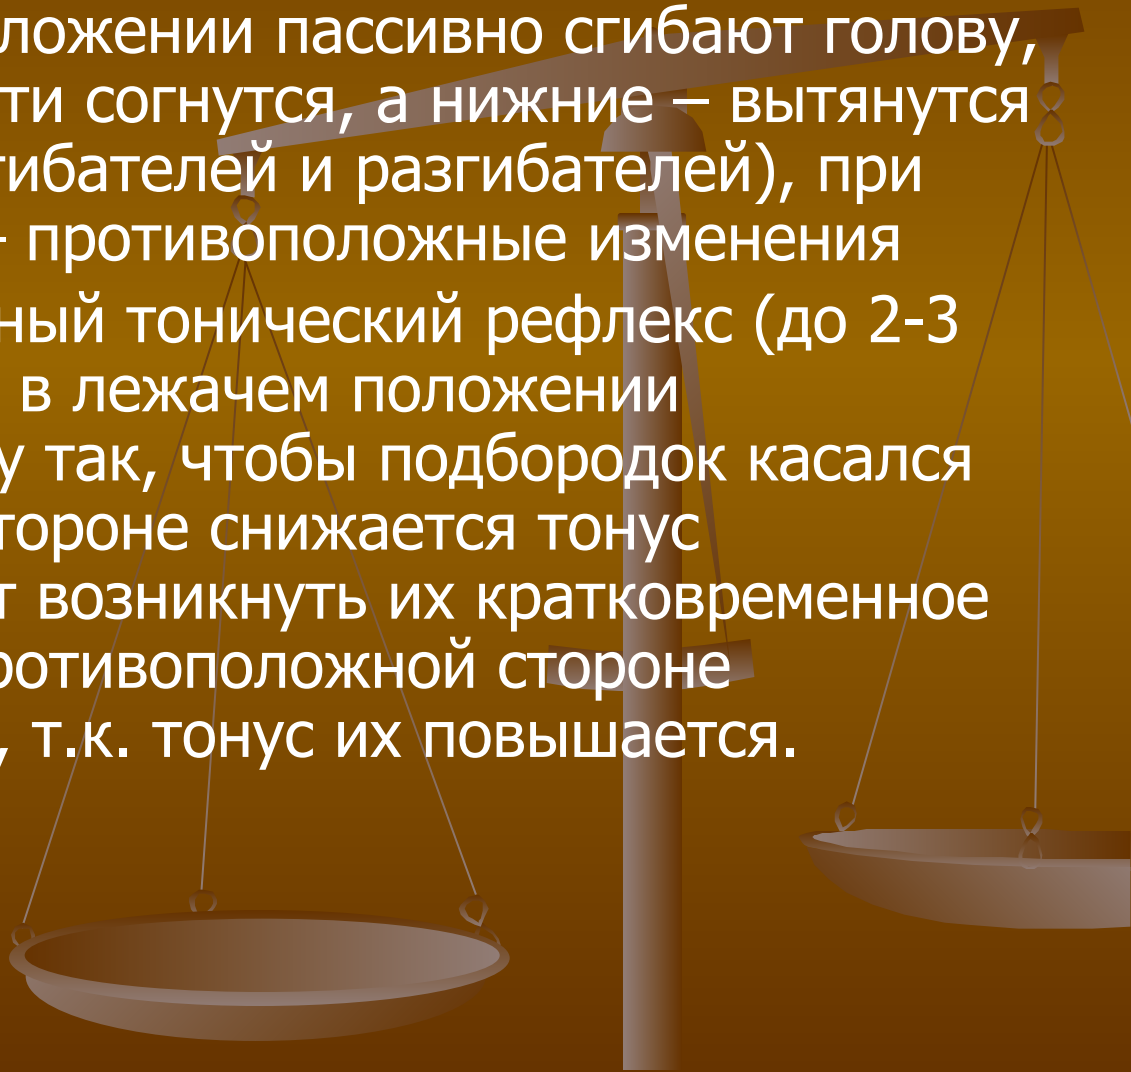 ложении пассивно сгибают голову,
ти согнутся, а нижние – вытянутся
гибателей и разгибателей), при
- противоположные изменения
ный тонический рефлекс (до 2-3
в лежачем положении
у так, чтобы подбородок касался
тороне снижается тонус
т возникнуть их кратковременное
ротивоположной стороне
, т.к. тонус их повышается.